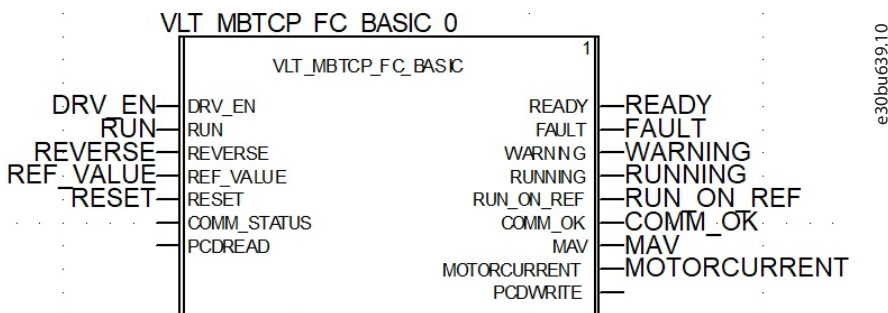 VLT_MBTCP_FC_BASIC_0
1
VLT_MBTCP_FC_BASIC
DRV_EN DRV_EN READY READY
RUN RUN FAULT FAULT
REVERSE REVERSE WARNING WARNING
REF_VALUE REF_VALUE RUNNING RUNNING
RESET RESET RUN_ON_REF RUN_ON_REF
COMM_STATUS COMM_OK COMM_OK
PCDREAD MAV MAV
MOTORCURRENT MOTORCURRENT
PCDWRITE
e30bu639.10